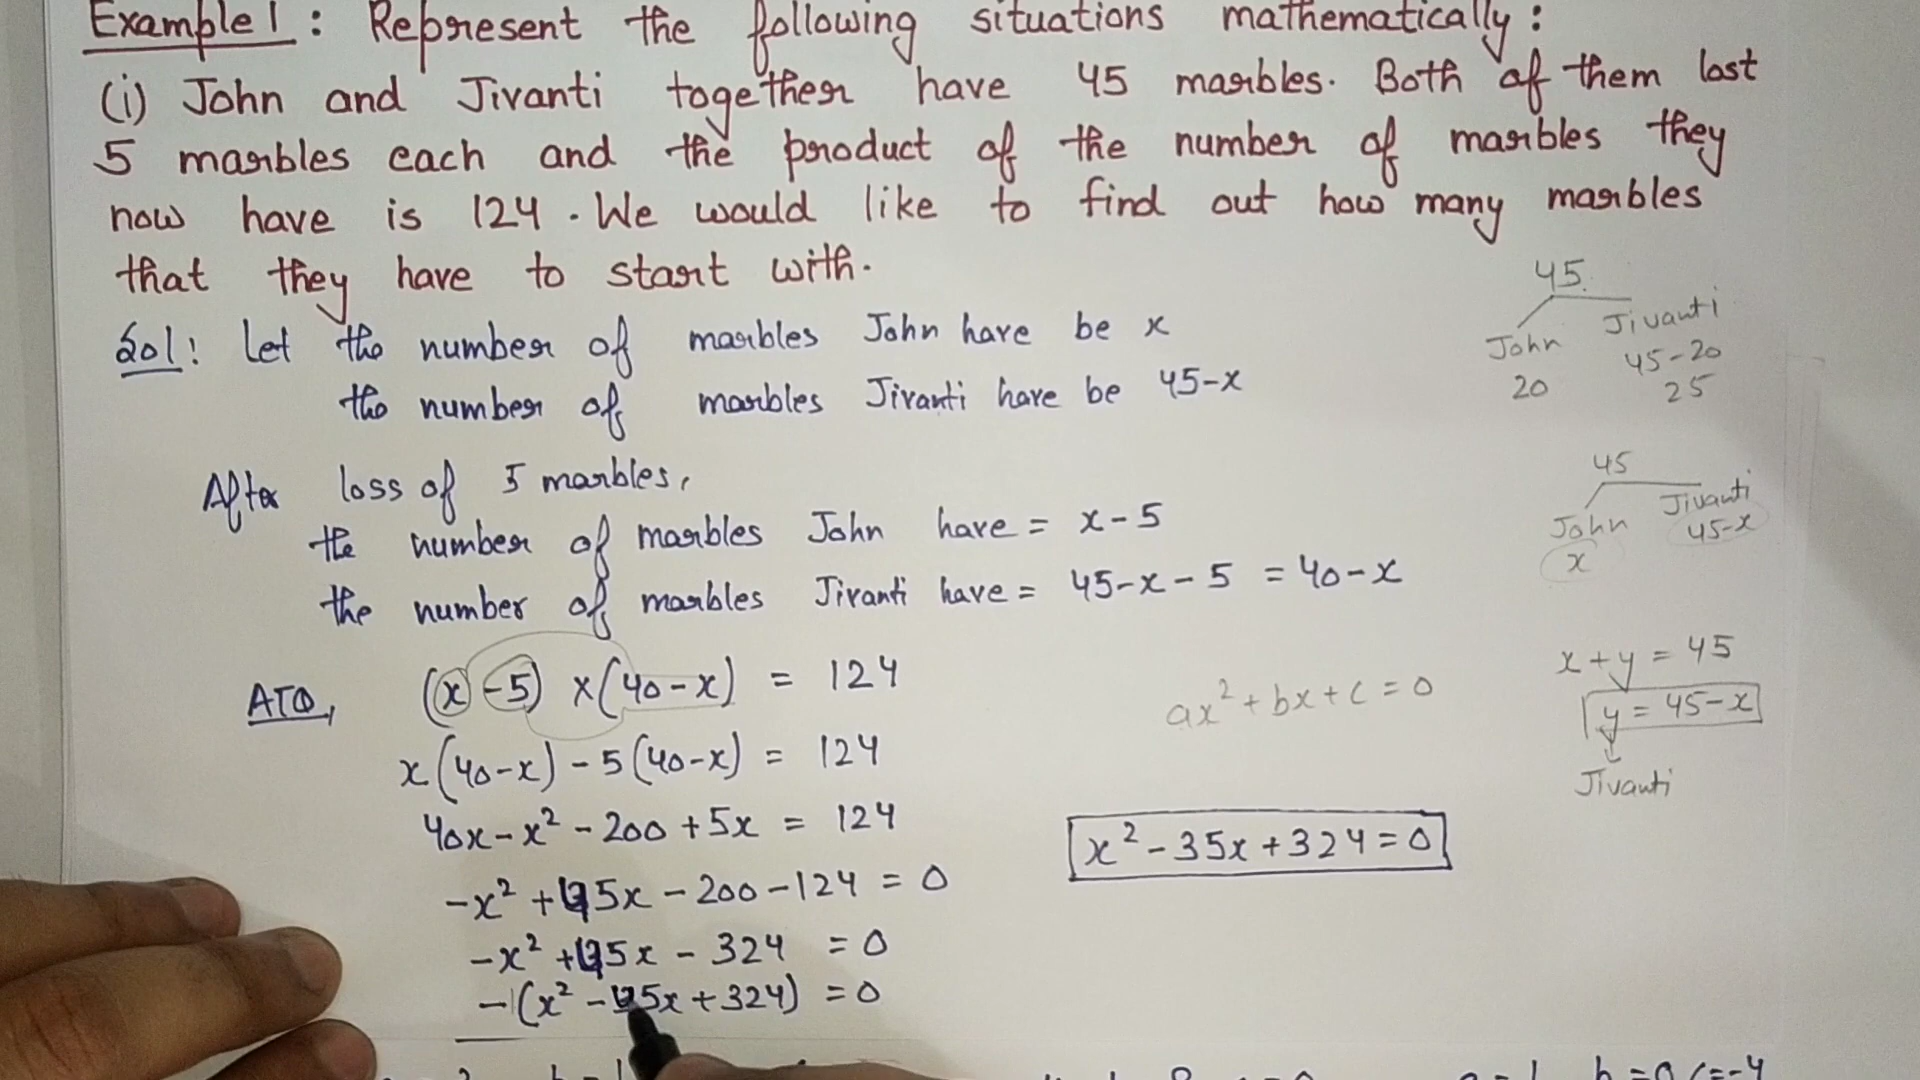 Example 1 : Represent the following situations mathematically :
(i) John and Jivanti together have 45 marbles. Both of them lost
5 marbles each and the product of the number of marbles they
now have is 124. We would like to find out how many marbles
that they have to start with.
Sol : Let the number of marbles John have be x
the number of marbles Jivanti have be 45-x
After loss of 5 marbles,
the number of marbles John have = x-5
the number of marbles Jivanti have = 45-x-5 = 40-x
ATQ, (x-5) x (40-x) = 124
x(40-x) - 5(40-x) = 124
40x - x² - 200 + 5x = 124
-x² + 45x - 200 - 124 = 0
-x² + 45x - 324 = 0
-(x² - 45x + 324) = 0
45.
John Jivanti
20 45-20
25
45
John Jivanti
x 45-x
x + y = 45
y = 45-x
Jivanti
ax² + bx + c = 0
x² - 35x + 324 = 0